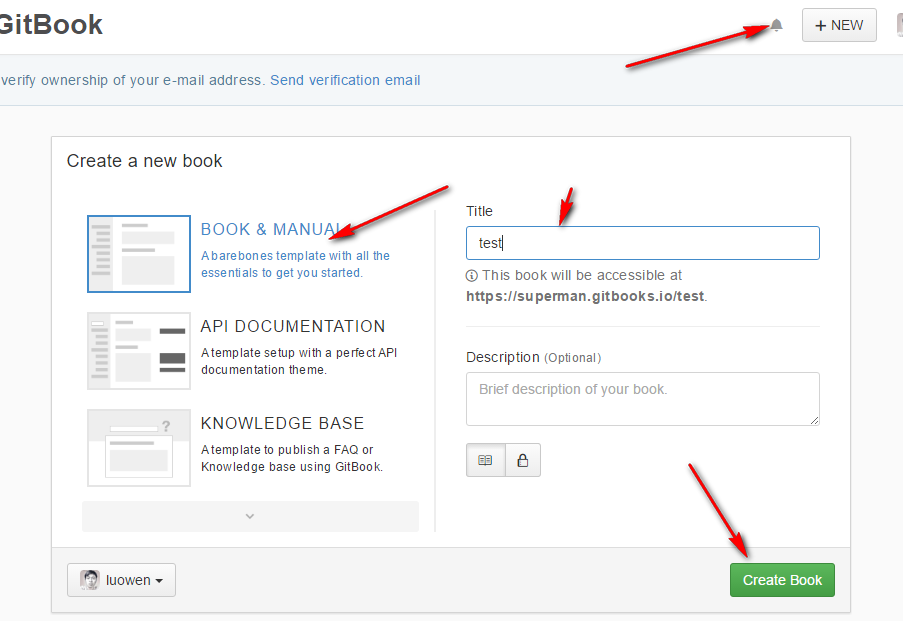 GitBook
+ NEW
verify ownership of your e-mail address. Send verification email
Create a new book
BOOK & MANUAL
A barebones template with all the
essentials to get you started.
API DOCUMENTATION
A template setup with a perfect API
documentation theme.
KNOWLEDGE BASE
A template to publish a FAQ or
Knowledge base using GitBook.
Title
test
This book will be accessible at
https://superman.gitbooks.io/test.
Description (Optional)
Brief description of your book.
luowen
Create Book